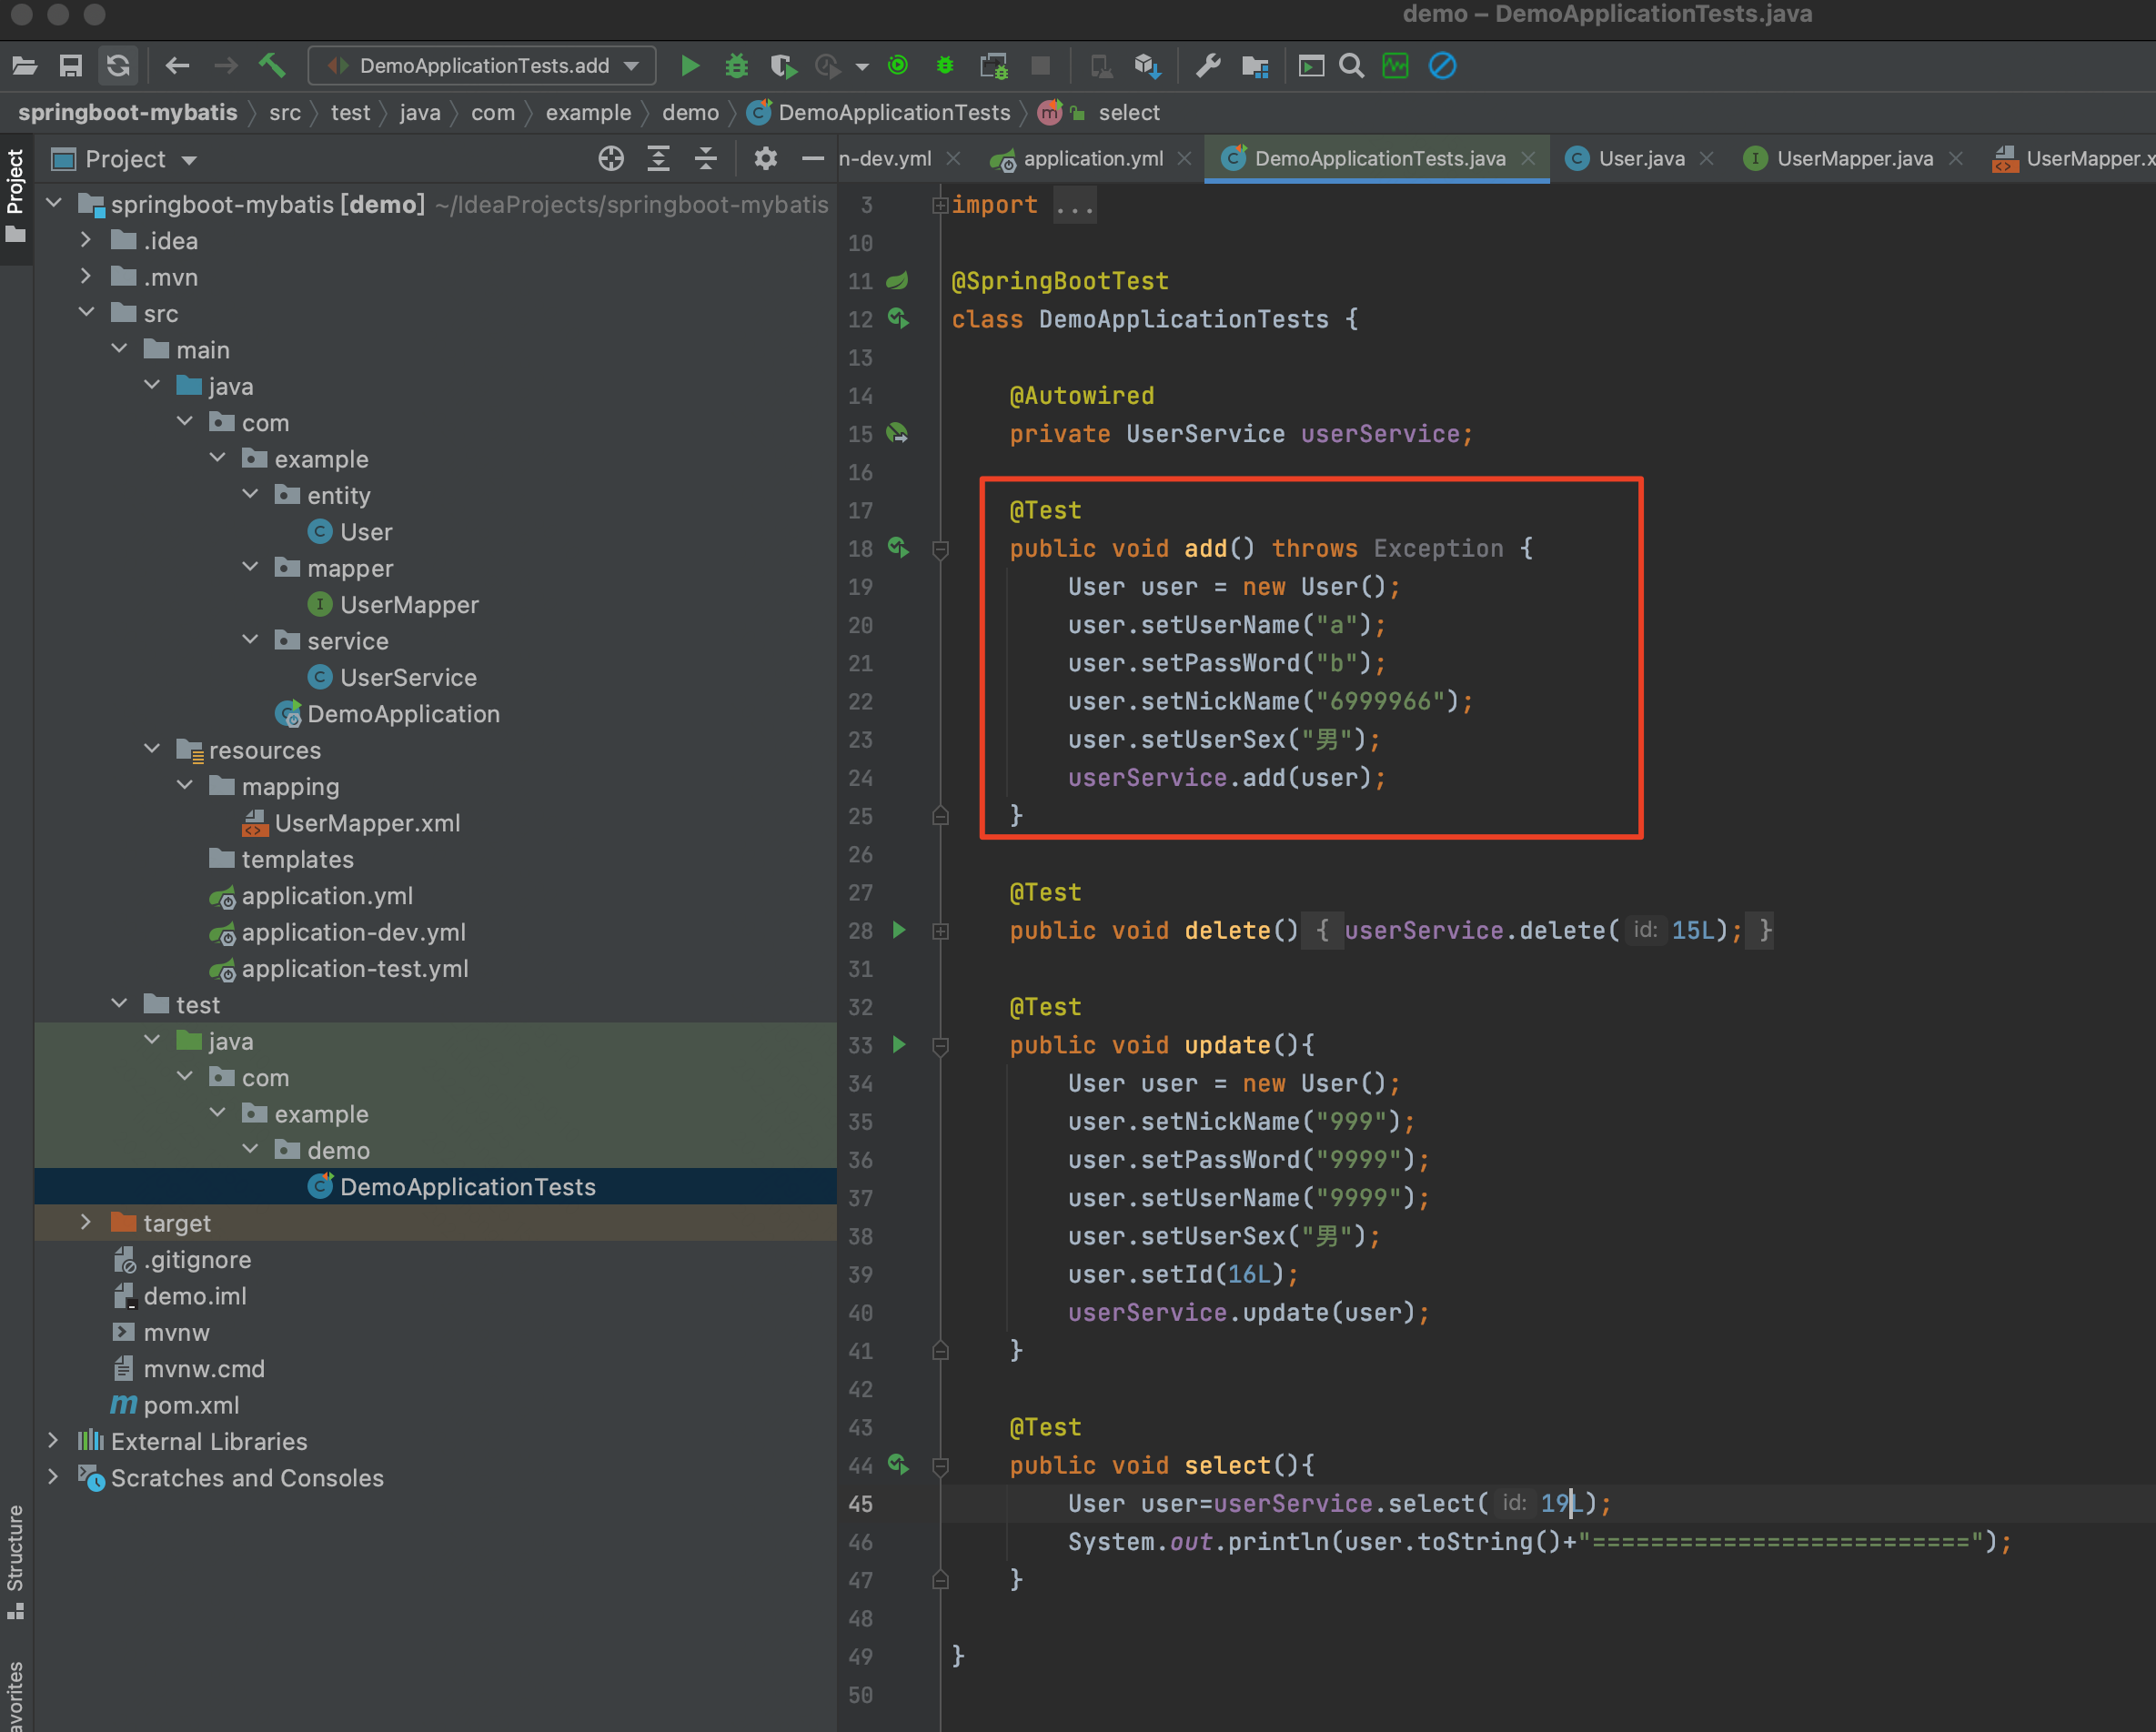 demo – DemoApplicationTests.java
DemoApplicationTests.add
springboot-mybatis src test java com example demo DemoApplicationTests select
Project
Project
n-dev.yml application.yml DemoApplicationTests.java User.java UserMapper.java UserMapper.x
springboot-mybatis [demo] ~/IdeaProjects/springboot-mybatis
.idea
.mvn
src
main
java
com
example
entity
User
mapper
UserMapper
service
UserService
DemoApplication
resources
mapping
UserMapper.xml
templates
application.yml
application-dev.yml
application-test.yml
test
java
com
example
demo
DemoApplicationTests
target
.gitignore
demo.iml
mvnw
mvnw.cmd
pom.xml
External Libraries
Scratches and Consoles
Structure
avorites
3 import ...
10
11 @SpringBootTest
12 class DemoApplicationTests {
13
14 @Autowired
15 private UserService userService;
16
17 @Test
18 public void add() throws Exception {
19 User user = new User();
20 user.setUserName("a");
21 user.setPassWord("b");
22 user.setNickName("6999966");
23 user.setUserSex("男");
24 userService.add(user);
25 }
26
27 @Test
28 public void delete() { userService.delete( id: 15L); }
31
32 @Test
33 public void update(){
34 User user = new User();
35 user.setNickName("999");
36 user.setPassWord("9999");
37 user.setUserName("9999");
38 user.setUserSex("男");
39 user.setId(16L);
40 userService.update(user);
41 }
42
43 @Test
44 public void select(){
45 User user=userService.select( id: 19L);
46 System.out.println(user.toString()+"==========================");
47 }
48
49 }
50